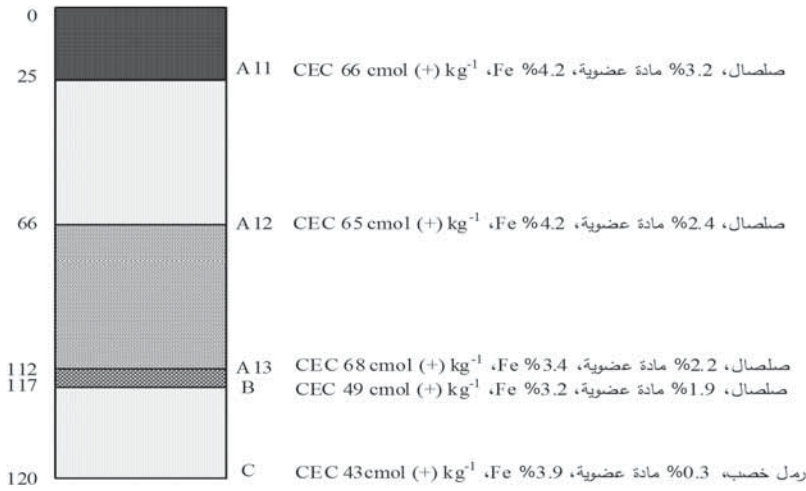 0
25 A 11 CEC 66 cmol (+) kg⁻¹ ،Fe %4.2 ،صلصال، 3.2% مادة عضوية
66 A 12 CEC 65 cmol (+) kg⁻¹ ،Fe %4.2 ،صلصال، 2.4% مادة عضوية
112 A 13 CEC 68 cmol (+) kg⁻¹ ،Fe %3.4 ،صلصال، 2.2% مادة عضوية
117 B CEC 49 cmol (+) kg⁻¹ ،Fe %3.2 ،صلصال، 1.9% مادة عضوية
120 C CEC 43cmol (+) kg⁻¹ ،Fe %3.9 ،رمل خصب، 0.3% مادة عضوية